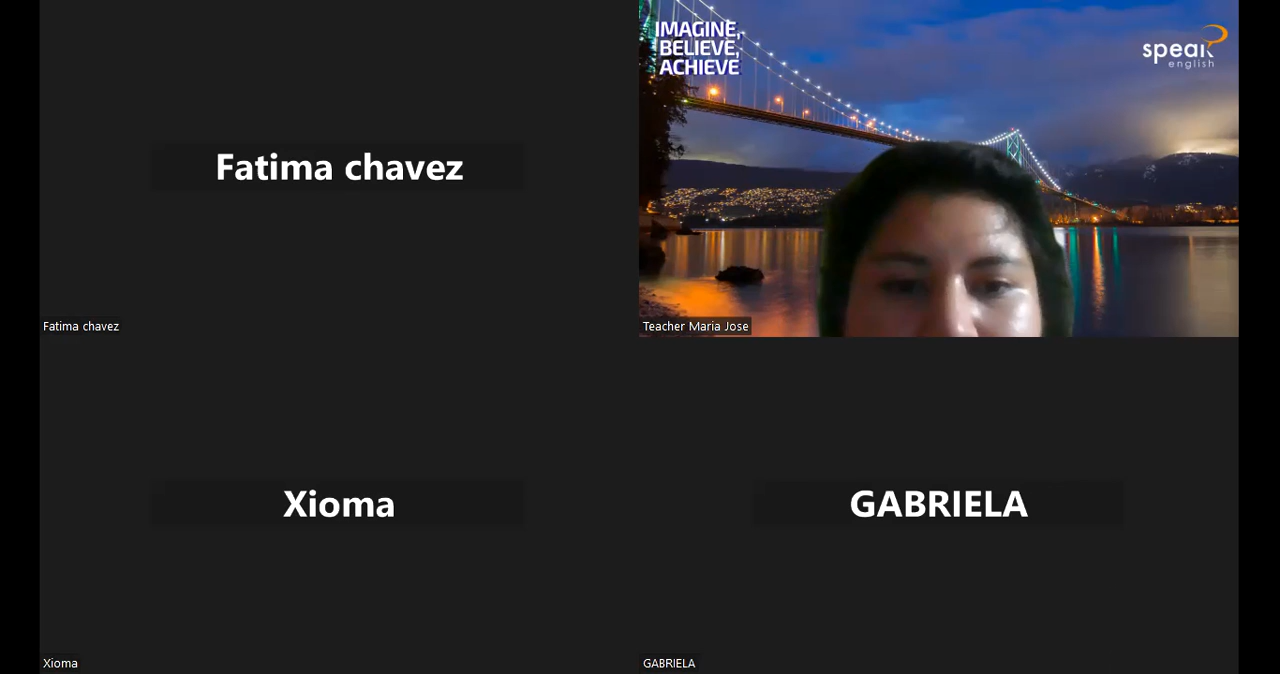 Fatima chavez
Fatima chavez
IMAGINE,
BELIEVE,
ACHIEVE
speak
english
Teacher Maria Jose
Xioma
Xioma
GABRIELA
GABRIELA